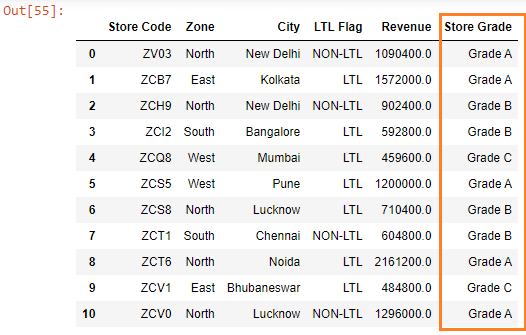 Out[55]:
Store Code Zone City LTL Flag Revenue Store Grade
0 ZV03 North New Delhi NON-LTL 1090400.0 Grade A
1 ZCB7 East Kolkata LTL 1572000.0 Grade A
2 ZCH9 North New Delhi NON-LTL 902400.0 Grade B
3 ZCI2 South Bangalore LTL 592800.0 Grade B
4 ZCQ8 West Mumbai LTL 459600.0 Grade C
5 ZCS5 West Pune LTL 1200000.0 Grade A
6 ZCS8 North Lucknow LTL 710400.0 Grade B
7 ZCT1 South Chennai NON-LTL 604800.0 Grade B
8 ZCT6 North Noida LTL 2161200.0 Grade A
9 ZCV1 East Bhubaneswar LTL 484800.0 Grade C
10 ZCV0 North Lucknow NON-LTL 1296000.0 Grade A